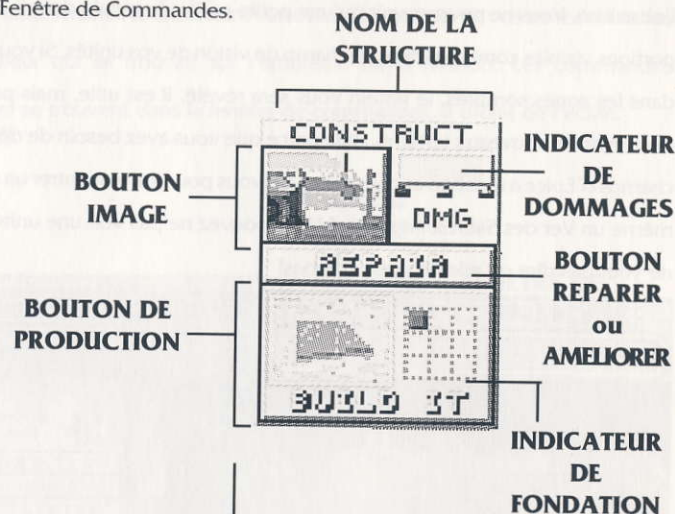 Fenêtre de Commandes.
NOM DE LA
STRUCTURE
CONSTRUCT
BOUTON
IMAGE
INDICATEUR
DE
DOMMAGES
DMG
REPAIR
BOUTON
REPARER
ou
AMELIORER
BOUTON DE
PRODUCTION
BUILD IT
INDICATEUR
DE
FONDATION